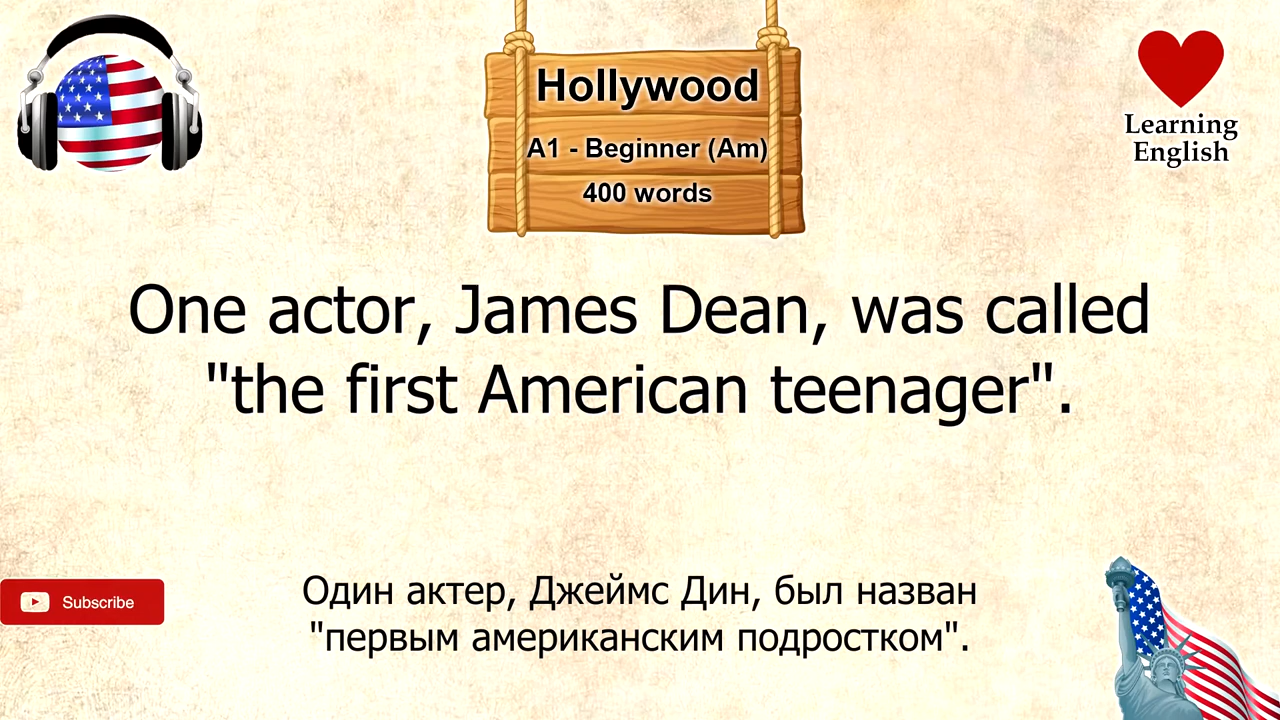 Hollywood
A1 - Beginner (Am)
400 words
Learning
English
One actor, James Dean, was called
"the first American teenager".
Subscribe
Один актер, Джеймс Дин, был назван
"первым американским подростком".